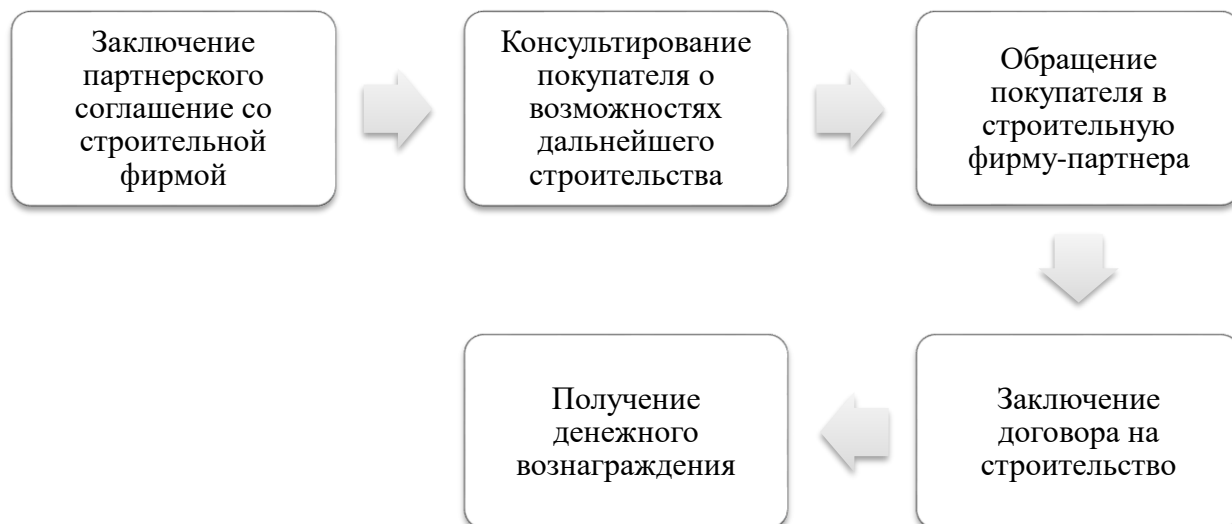 Заключение
партнерского
соглашение со
строительной
фирмой
Консультирование
покупателя о
возможностях
дальнейшего
строительства
Обращение
покупателя в
строительную
фирму-партнера
Заключение
договора на
строительство
Получение
денежного
вознаграждения